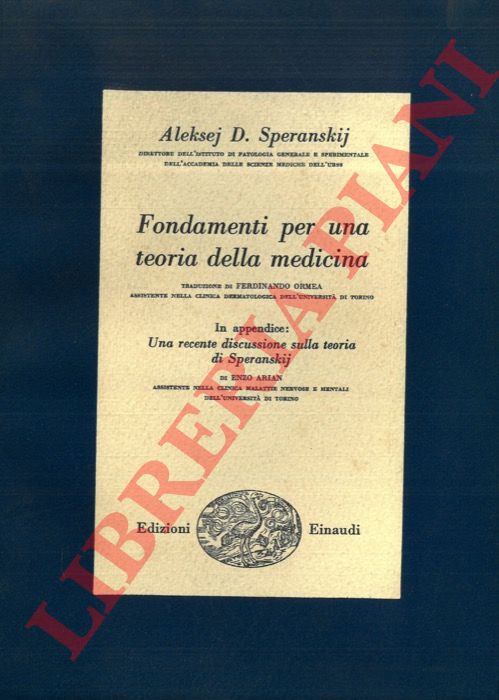 Aleksej D. Speranskij
DIRETTORE DELL'ISTITUTO DI PATOLOGIA GENERALE E SPERIMENTALE
DELL'ACCADEMIA DELLE SCIENZE MEDICHE DELL'URSS
Fondamenti per una
teoria della medicina
TRADUZIONE DI FERDINANDO ORMEA
ASSISTENTE NELLA CLINICA DERMATOLOGICA DELL'UNIVERSITÀ DI TORINO
In appendice:
Una recente discussione sulla teoria
di Speranskij
DI ENZO ARIAN
ASSISTENTE NELLA CLINICA MALATTIE NERVOSE E MENTALI
DELL'UNIVERSITÀ DI TORINO
Edizioni Einaudi
LIBRERIA PIANI